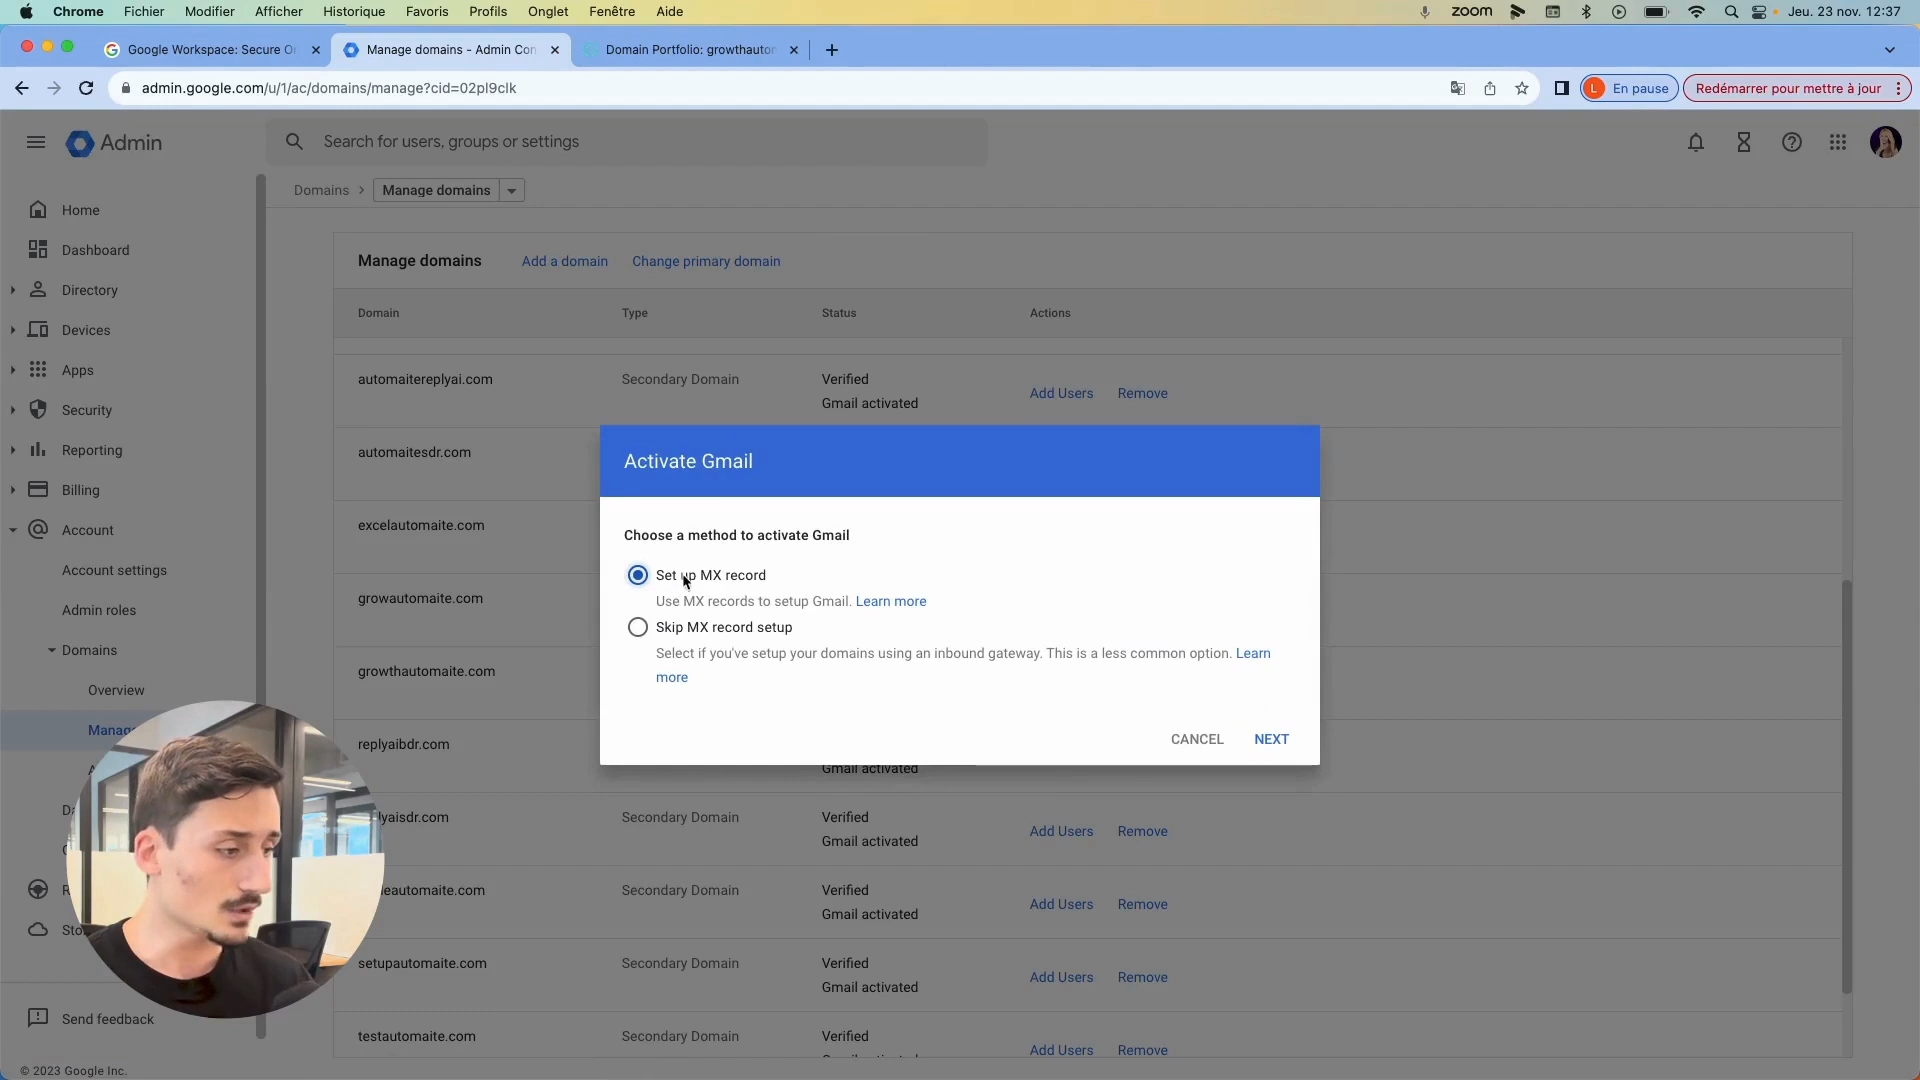 Chrome Fichier Modifier Afficher Historique Favoris Profils Onglet Fenêtre Aide zoom Jeu. 23 nov. 12:37
Google Workspace: Secure O
Manage domains - Admin Con
Domain Portfolio: growthauton
admin.google.com/u/1/ac/domains/manage?cid=02pl9clk
L En pause
Redémarrer pour mettre à jour
Admin
Search for users, groups or settings
Domains > Manage domains
Home
Dashboard
Directory
Devices
Apps
Security
Reporting
Billing
Account
Account settings
Admin roles
Domains
Overview
Manage
Send feedback
© 2023 Google Inc.
Manage domains Add a domain Change primary domain
Domain Type Status Actions
automaitereplyai.com Secondary Domain Verified
Gmail activated
Add Users Remove
automaitesdr.com
excelautomaite.com
growautomaite.com
growthautomaite.com
replyaibdr.com
Gmail activated
lyaisdr.com Secondary Domain Verified
Gmail activated
Add Users Remove
eautomaite.com Secondary Domain Verified
Gmail activated
Add Users Remove
setupautomaite.com Secondary Domain Verified
Gmail activated
Add Users Remove
testautomaite.com Secondary Domain Verified
Add Users Remove
Activate Gmail
Choose a method to activate Gmail
Set up MX record
Use MX records to setup Gmail. Learn more
Skip MX record setup
Select if you've setup your domains using an inbound gateway. This is a less common option. Learn
more
CANCEL NEXT